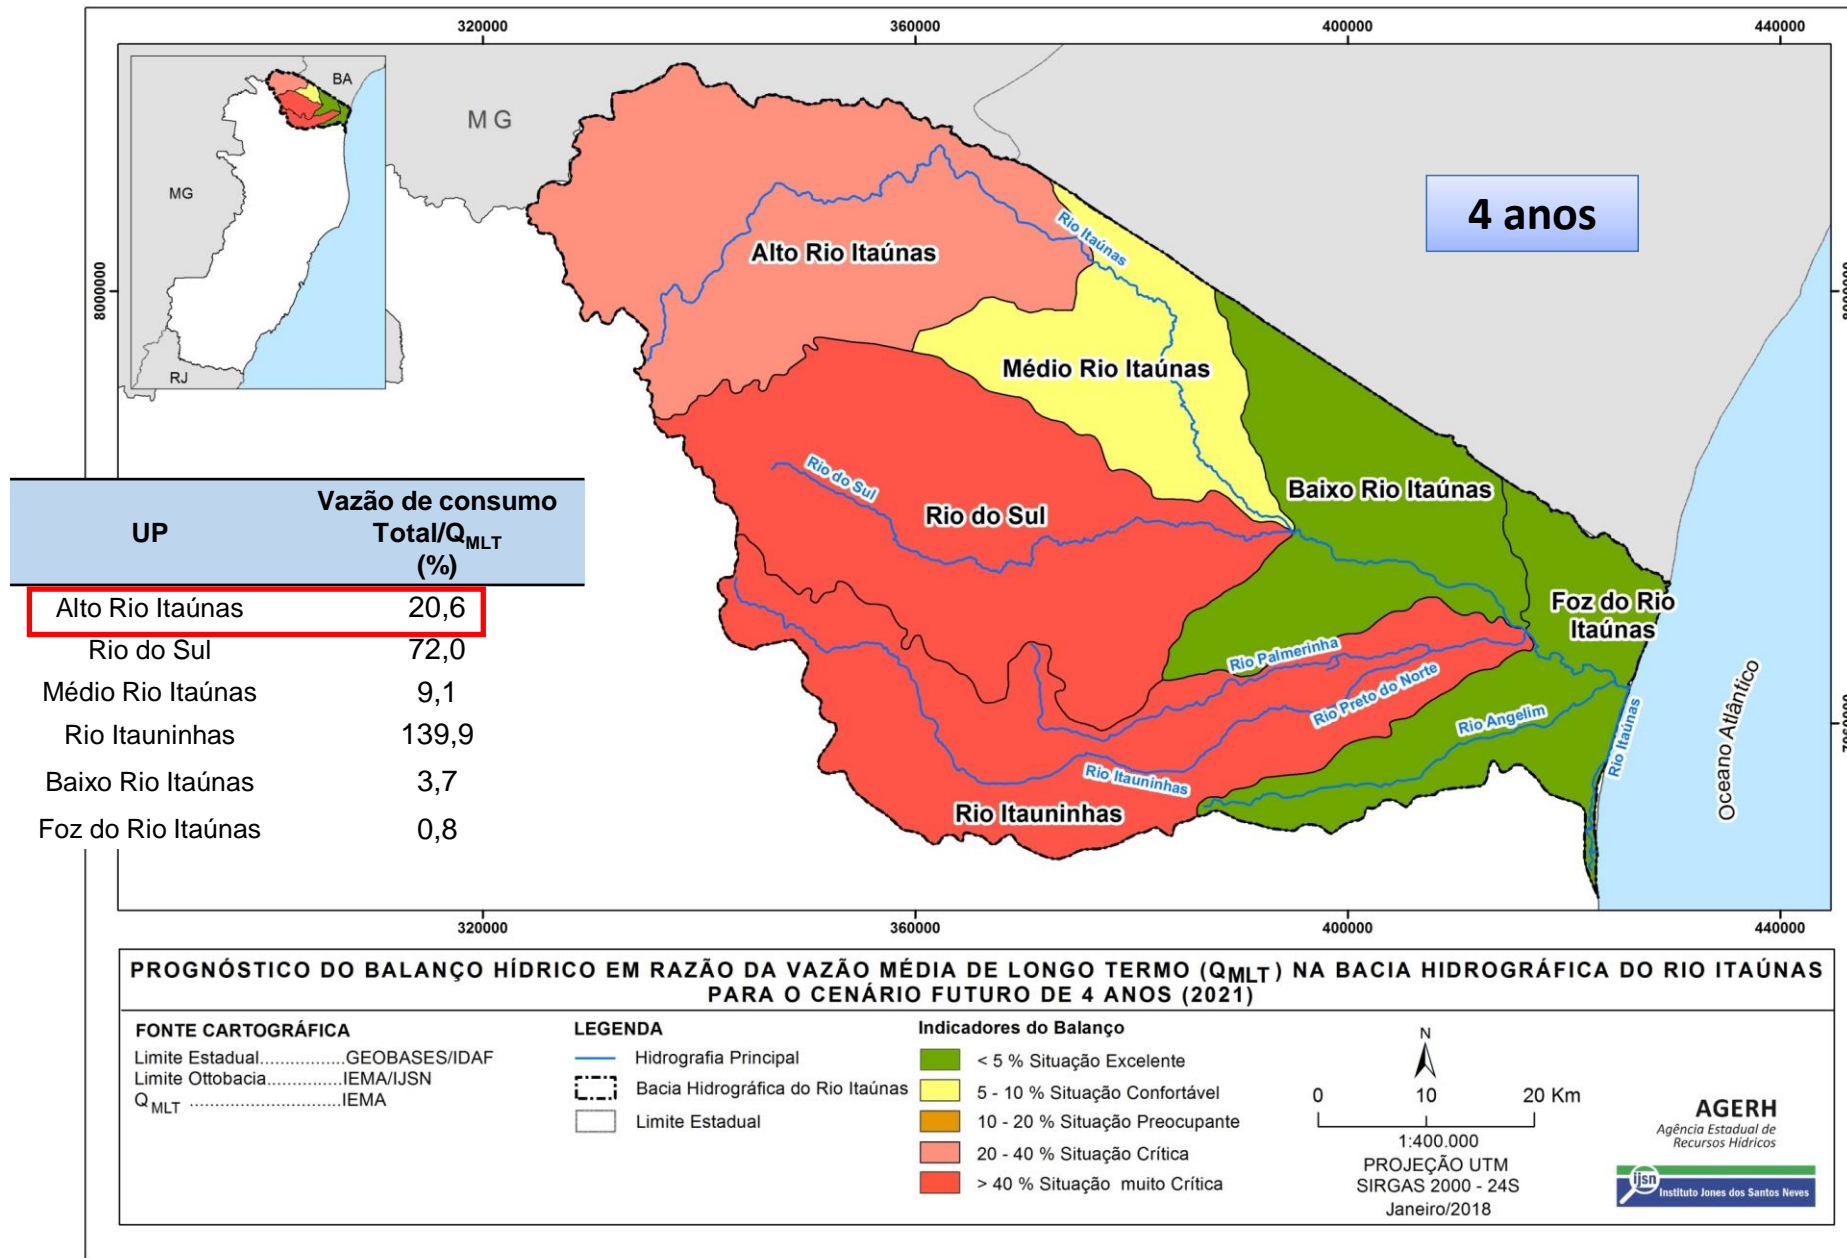 320000
360000
400000
440000
BA
MG
MG
RJ
4 anos
8000000
8000000
Alto Rio Itaúnas
Rio Itaúnas
Médio Rio Itaúnas
Rio do Sul
Rio do Sul
Baixo Rio Itaúnas
Foz do Rio
Itaúnas
Rio Palmerinha
Rio Preto do Norte
Rio Angelim
Rio Itaúnas
Rio Itauninhas
Rio Itauninhas
Oceano Atlântico
UP Vazão de consumo Total/QMLT (%)
Alto Rio Itaúnas 20,6
Rio do Sul 72,0
Médio Rio Itaúnas 9,1
Rio Itauninhas 139,9
Baixo Rio Itaúnas 3,7
Foz do Rio Itaúnas 0,8
320000
360000
400000
440000
PROGNÓSTICO DO BALANÇO HÍDRICO EM RAZÃO DA VAZÃO MÉDIA DE LONGO TERMO (QMLT) NA BACIA HIDROGRÁFICA DO RIO ITAÚNAS
PARA O CENÁRIO FUTURO DE 4 ANOS (2021)
FONTE CARTOGRÁFICA
Limite Estadual................GEOBASES/IDAF
Limite Ottobacia.............IEMA/IJSN
QMLT ............................IEMA
LEGENDA
Hidrografia Principal
Bacia Hidrográfica do Rio Itaúnas
Limite Estadual
Indicadores do Balanço
< 5 % Situação Excelente
5 - 10 % Situação Confortável
10 - 20 % Situação Preocupante
20 - 40 % Situação Crítica
> 40 % Situação muito Crítica
N
0 10 20 Km
1:400.000
PROJEÇÃO UTM
SIRGAS 2000 - 24S
Janeiro/2018
AGERH
Agência Estadual de
Recursos Hídricos
ijsn
Instituto Jones dos Santos Neves